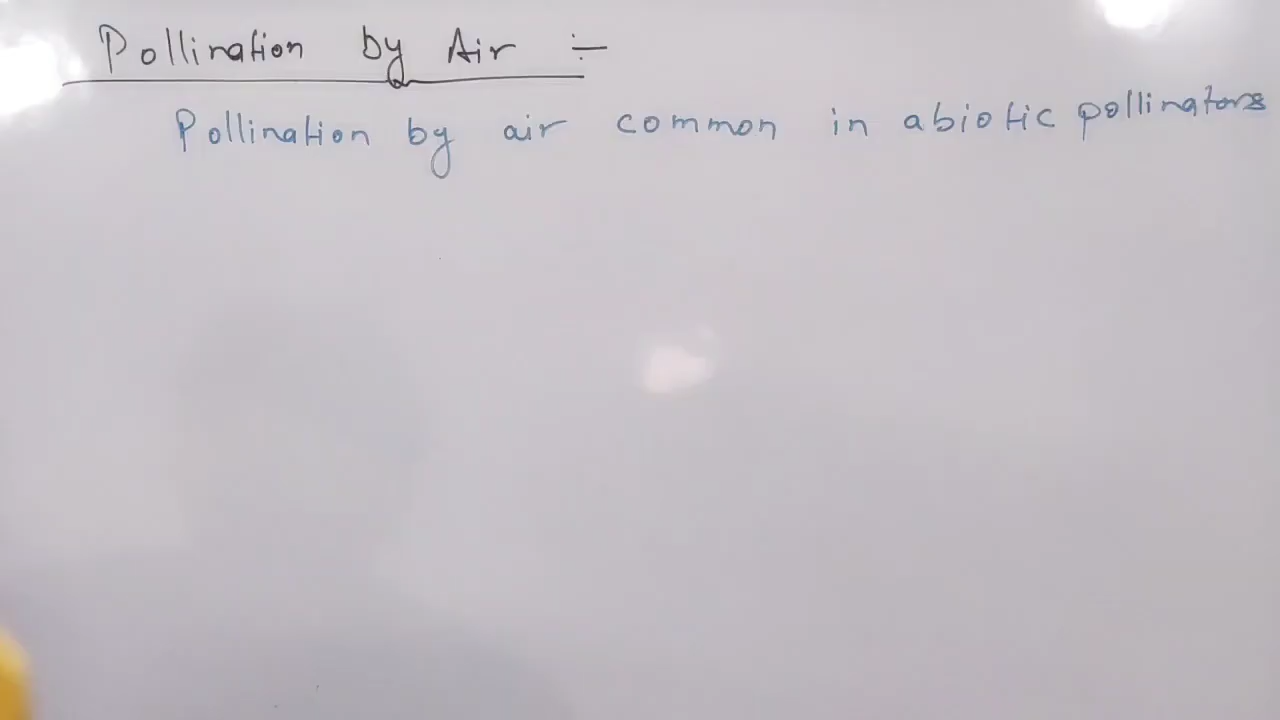 Pollination by Air :-
Pollination by air common in abiotic pollinators